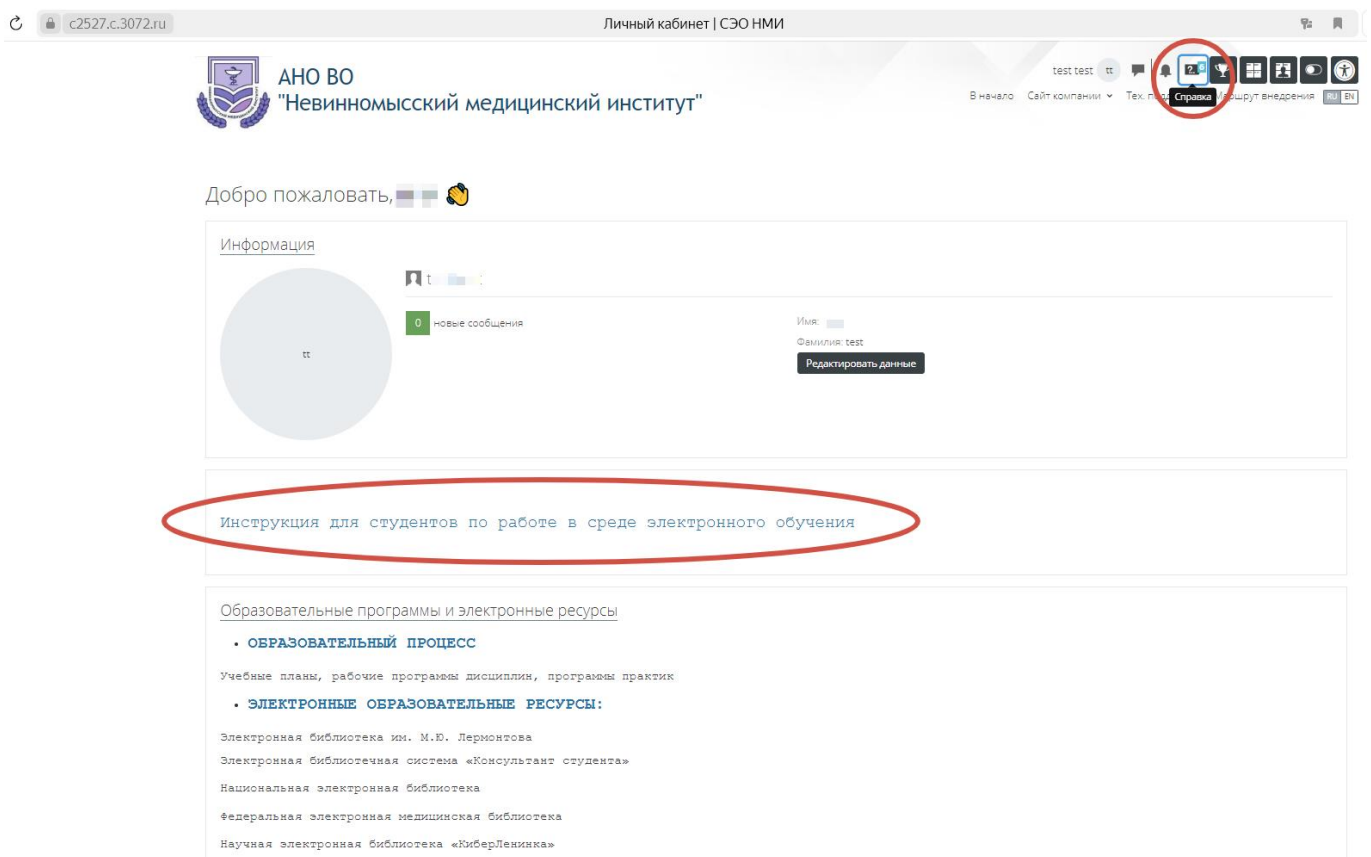 c2527.c.3072.ru
Личный кабинет | СЭО НМИ
АНО ВО
"Невинномысский медицинский институт"
test test tt
В начало Сайт компании Тех. Справка внедрения RU EN
Добро пожаловать,
Информация
tt
t
0 новые сообщения
Имя:
Фамилия: test
Редактировать данные
Инструкция для студентов по работе в среде электронного обучения
Образовательные программы и электронные ресурсы
• ОБРАЗОВАТЕЛЬНЫЙ ПРОЦЕСС
Учебные планы, рабочие программы дисциплин, программы практик
• ЭЛЕКТРОННЫЕ ОБРАЗОВАТЕЛЬНЫЕ РЕСУРСЫ:
Электронная библиотека им. М.Ю. Лермонтова
Электронная библиотечная система «Консультант студента»
Национальная электронная библиотека
Федеральная электронная медицинская библиотека
Научная электронная библиотека «КиберЛенинка»